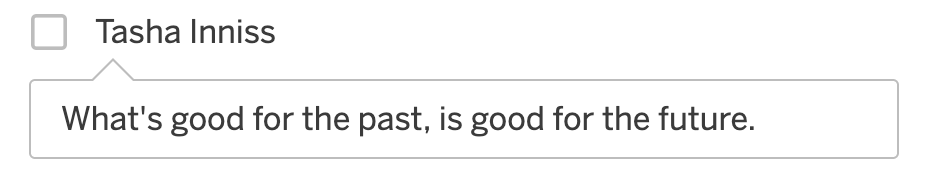 Tasha Inniss
What's good for the past, is good for the future.